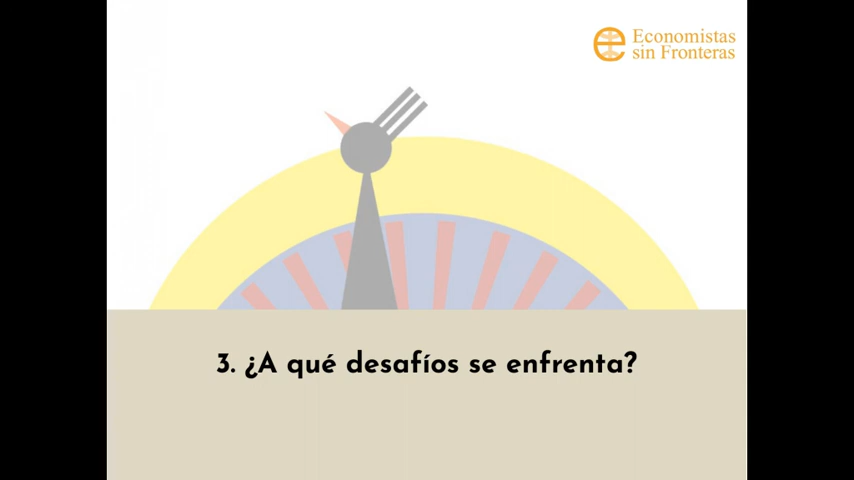 Economistas
sin Fronteras
3. ¿A qué desafíos se enfrenta?